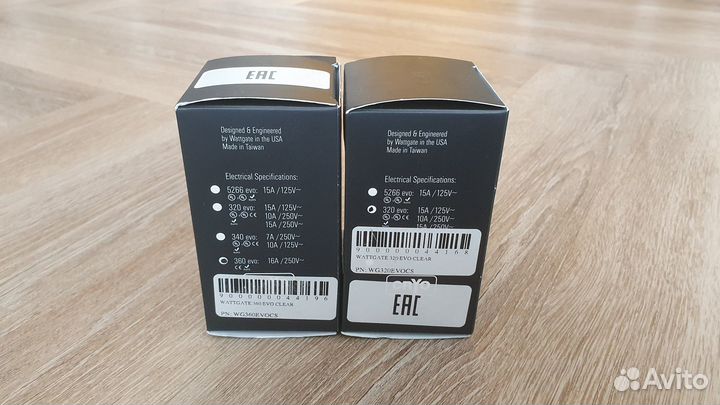 EAC
Designed & Engineered
by Wattgate in the USA
Made in Taiwan
Electrical Specifications:
5266 evo: 15A / 125V~
320 evo: 15A / 125V~
10A / 250V~
15A / 250V~
340 evo: 7A / 250V~
10A / 125V~
360 evo: 16A / 250V~
9000000044196
WATTGATE 360 EVO CLEAR
PN: WG360EVOCS
Designed & Engineered
by Wattgate in the USA
Made in Taiwan
Electrical Specifications:
5266 evo: 15A / 125V~
320 evo: 15A / 125V~
10A / 250V~
15A / 250V~
9000000044168
WATTGATE 320 EVO CLEAR
PN: WG320EVOCS
EAC
Avito